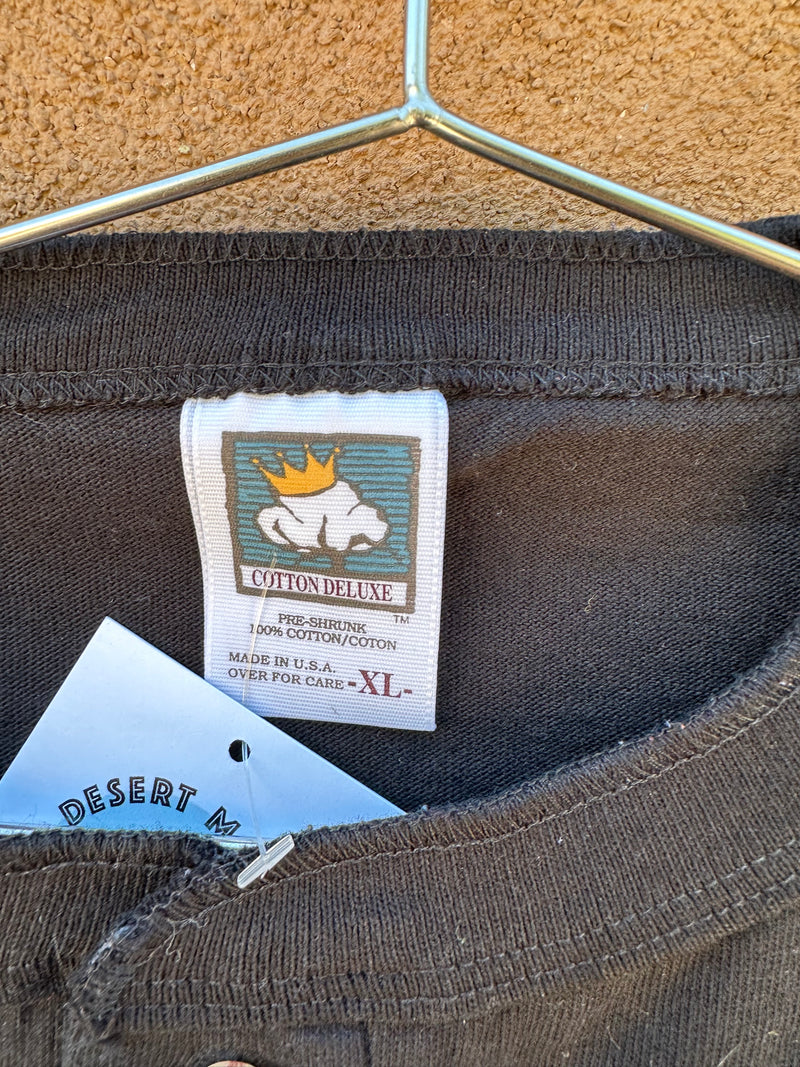 COTTON DELUXE
TM
PRE-SHRUNK
100% COTTON/COTON
MADE IN U.S.A.
OVER FOR CARE -XL-
DESERT M